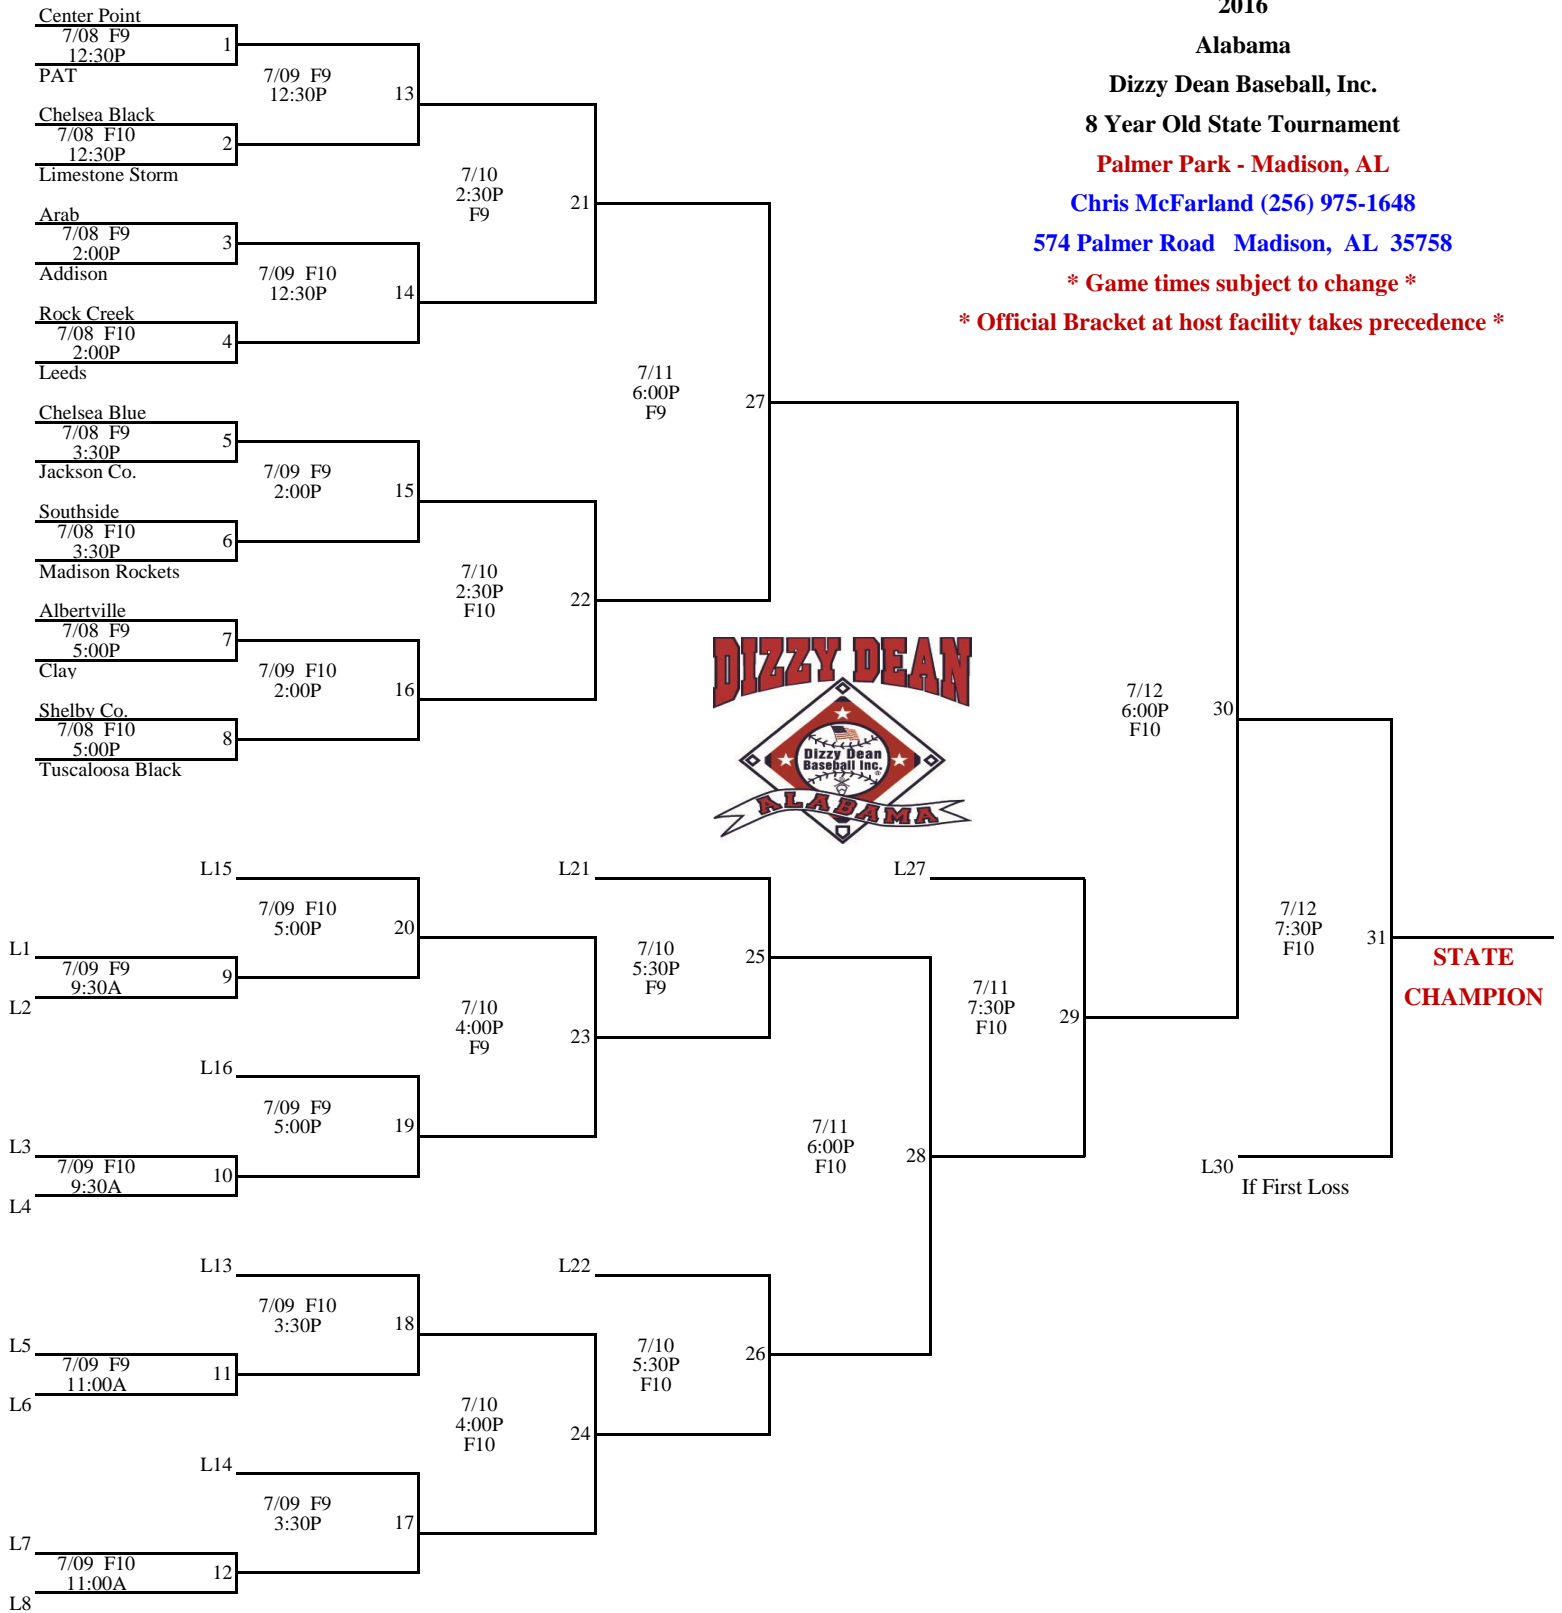 2016
Alabama
Dizzy Dean Baseball, Inc.
8 Year Old State Tournament
Palmer Park - Madison, AL
Chris McFarland (256) 975-1648
574 Palmer Road Madison, AL 35758
* Game times subject to change *
* Official Bracket at host facility takes precedence *
Center Point
7/08 F9
12:30P
1
PAT
7/09 F9
12:30P
13
Chelsea Black
7/08 F10
12:30P
2
Limestone Storm
7/10
2:30P
F9
21
Arab
7/08 F9
2:00P
3
Addison
7/09 F10
12:30P
14
Rock Creek
7/08 F10
2:00P
4
Leeds
7/11
6:00P
F9
27
Chelsea Blue
7/08 F9
3:30P
5
Jackson Co.
7/09 F9
2:00P
15
Southside
7/08 F10
3:30P
6
Madison Rockets
7/10
2:30P
F10
22
Albertville
7/08 F9
5:00P
7
Clay
7/09 F10
2:00P
16
Shelby Co.
7/08 F10
5:00P
8
Tuscaloosa Black
DIZZY DEAN
Dizzy Dean
Baseball Inc.
ALABAMA
7/12
6:00P
F10
30
L15
7/09 F10
5:00P
20
L1
7/09 F9
9:30A
9
L2
L21
7/10
5:30P
F9
25
L27
7/11
7:30P
F10
29
7/12
7:30P
F10
31
STATE
CHAMPION
7/10
4:00P
F9
23
L16
7/09 F9
5:00P
19
L3
7/09 F10
9:30A
10
L4
7/11
6:00P
F10
28
L30
If First Loss
L13
7/09 F10
3:30P
18
L5
7/09 F9
11:00A
11
L6
L22
7/10
5:30P
F10
26
7/10
4:00P
F10
24
L14
7/09 F9
3:30P
17
L7
7/09 F10
11:00A
12
L8